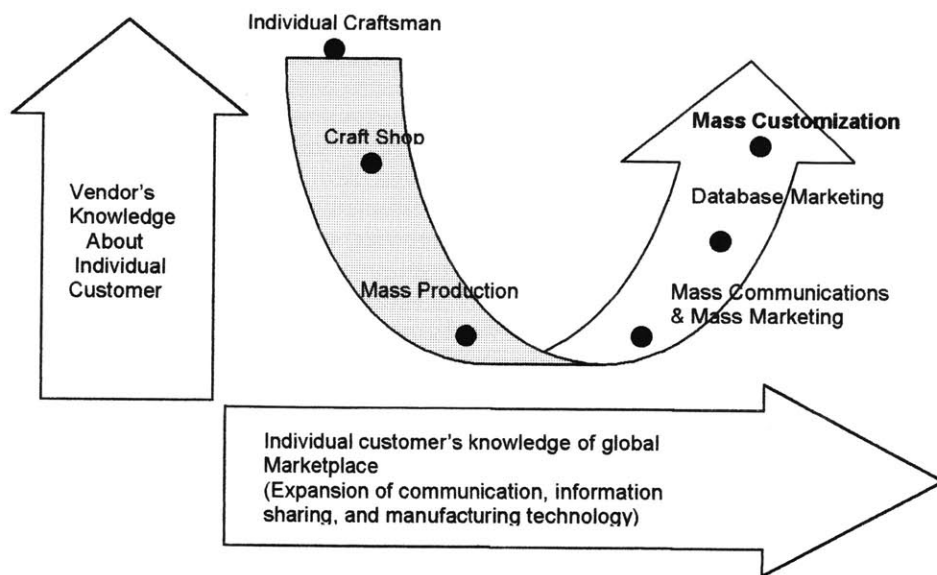 Individual Craftsman
Craft Shop
Mass Production
Mass Customization
Database Marketing
Mass Communications
& Mass Marketing
Vendor's
Knowledge
About
Individual
Customer
Individual customer's knowledge of global
Marketplace
(Expansion of communication, information
sharing, and manufacturing technology)